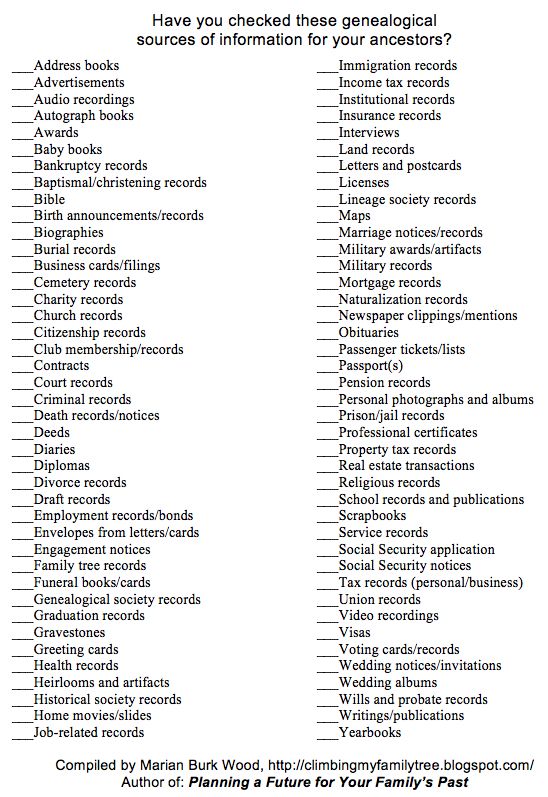 Have you checked these genealogical
sources of information for your ancestors?
___Address books
___Advertisements
___Audio recordings
___Autograph books
___Awards
___Baby books
___Bankruptcy records
___Baptismal/christening records
___Bible
___Birth announcements/records
___Biographies
___Burial records
___Business cards/filings
___Cemetery records
___Charity records
___Church records
___Citizenship records
___Club membership/records
___Contracts
___Court records
___Criminal records
___Death records/notices
___Deeds
___Diaries
___Diplomas
___Divorce records
___Draft records
___Employment records/bonds
___Envelopes from letters/cards
___Engagement notices
___Family tree records
___Funeral books/cards
___Genealogical society records
___Graduation records
___Gravestones
___Greeting cards
___Health records
___Heirlooms and artifacts
___Historical society records
___Home movies/slides
___Job-related records
___Immigration records
___Income tax records
___Institutional records
___Insurance records
___Interviews
___Land records
___Letters and postcards
___Licenses
___Lineage society records
___Maps
___Marriage notices/records
___Military awards/artifacts
___Military records
___Mortgage records
___Naturalization records
___Newspaper clippings/mentions
___Obituaries
___Passenger tickets/lists
___Passport(s)
___Pension records
___Personal photographs and albums
___Prison/jail records
___Professional certificates
___Property tax records
___Real estate transactions
___Religious records
___School records and publications
___Scrapbooks
___Service records
___Social Security application
___Social Security notices
___Tax records (personal/business)
___Union records
___Video recordings
___Visas
___Voting cards/records
___Wedding notices/invitations
___Wedding albums
___Wills and probate records
___Writings/publications
___Yearbooks
Compiled by Marian Burk Wood, http://climbingmyfamilytree.blogspot.com/
Author of: Planning a Future for Your Family's Past